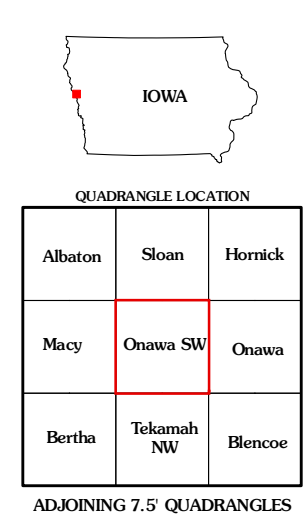 IOWA
QUADRANGLE LOCATION
Albaton Sloan Hornick
Macy Onawa SW Onawa
Bertha Tekamah NW Blencoe
ADJOINING 7.5' QUADRANGLES